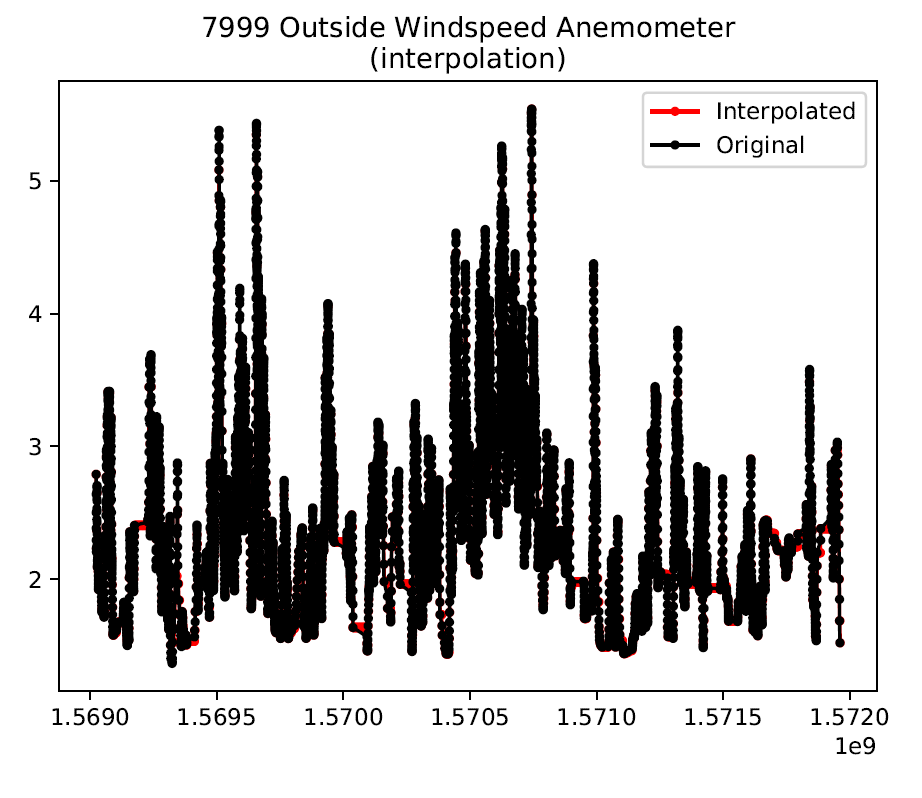 7999 Outside Windspeed Anemometer
(interpolation)
Interpolated
Original
5
4
3
2
1.5690 1.5695 1.5700 1.5705 1.5710 1.5715 1.5720
1e9